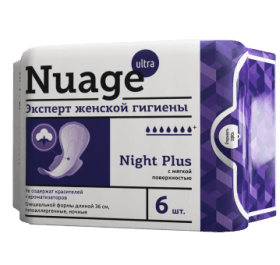 Nuage
ultra
Эксперт женской гигиены
Night Plus
с мягкой
поверхностью
Не содержат красителей
и ароматизаторов
Специальной формы длиной 36 см,
гипоаллергенные, ночные
6 шт.